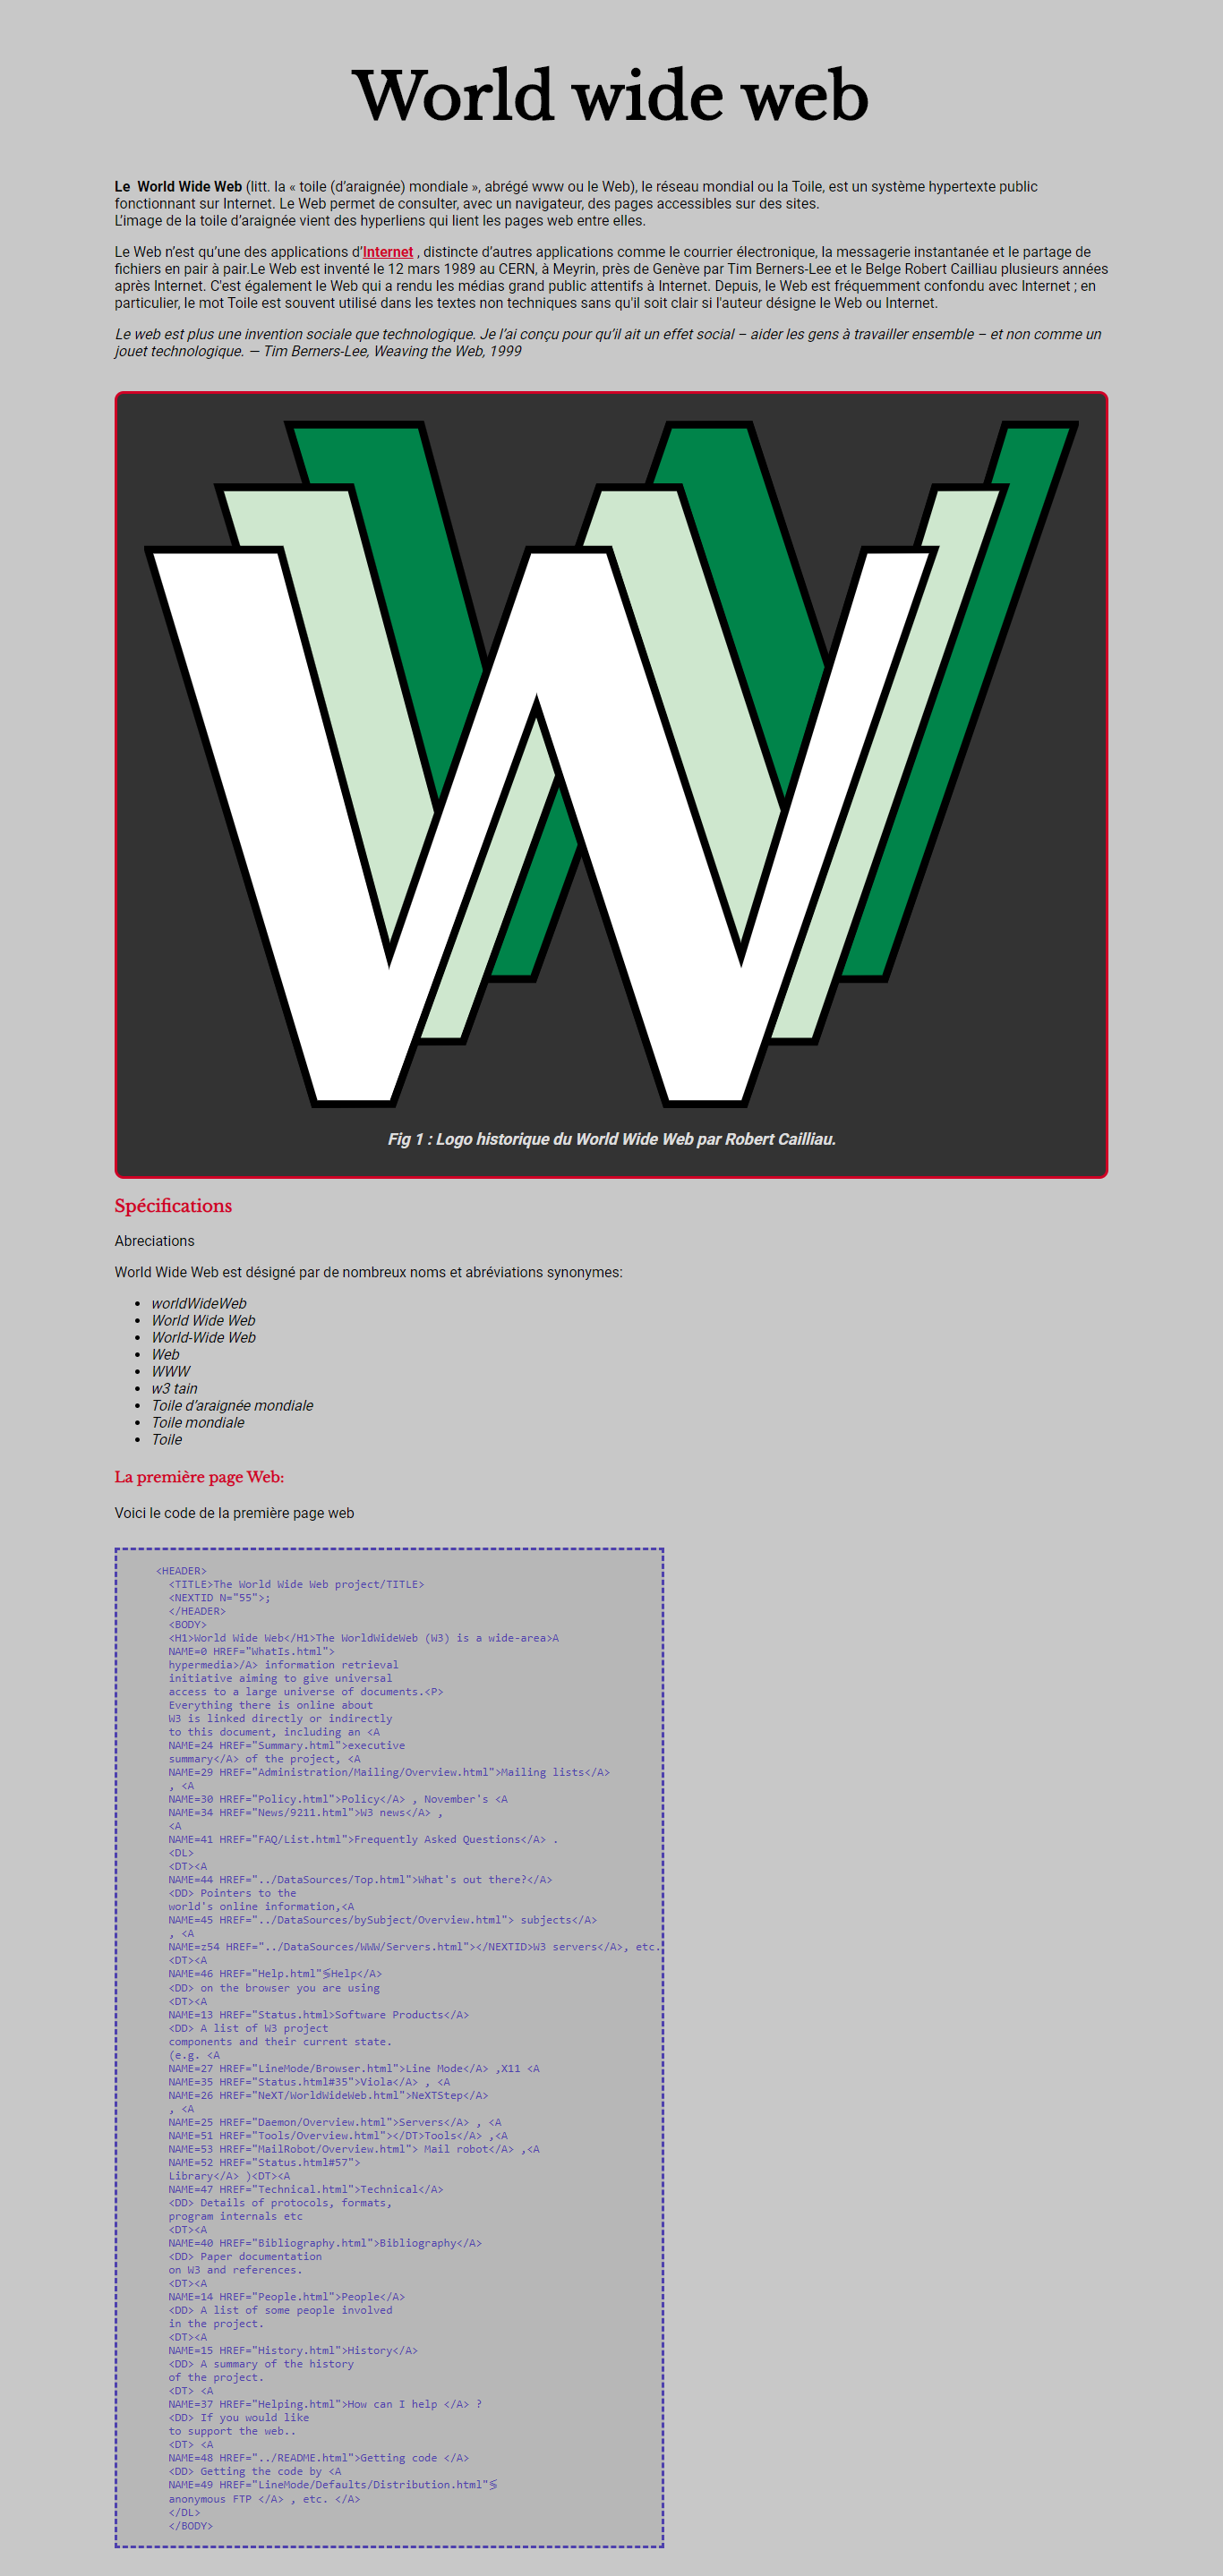 World wide web
Le  World Wide Web (litt. la « toile (d’araignée) mondiale », abrégé www ou le Web), le réseau mondial ou la Toile, est un système hypertexte public
fonctionnant sur Internet. Le Web permet de consulter, avec un navigateur, des pages accessibles sur des sites.
L’image de la toile d’araignée vient des hyperliens qui lient les pages web entre elles.
Le Web n’est qu’une des applications d’Internet , distincte d’autres applications comme le courrier électronique, la messagerie instantanée et le partage de
fichiers en pair à pair.Le Web est inventé le 12 mars 1989 au CERN, à Meyrin, près de Genève par Tim Berners-Lee et le Belge Robert Cailliau plusieurs années
après Internet. C'est également le Web qui a rendu les médias grand public attentifs à Internet. Depuis, le Web est fréquemment confondu avec Internet ; en
particulier, le mot Toile est souvent utilisé dans les textes non techniques sans qu'il soit clair si l'auteur désigne le Web ou Internet.
Le web est plus une invention sociale que technologique. Je l’ai conçu pour qu’il ait un effet social – aider les gens à travailler ensemble – et non comme un
jouet technologique. — Tim Berners-Lee, Weaving the Web, 1999
Fig 1 : Logo historique du World Wide Web par Robert Cailliau.
Spécifications
Abreciations
World Wide Web est désigné par de nombreux noms et abréviations synonymes:
• worldWideWeb
• World Wide Web
• World-Wide Web
• Web
• WWW
• w3 tain
• Toile d’araignée mondiale
• Toile mondiale
• Toile
La première page Web:
Voici le code de la première page web
<HEADER>
<TITLE>The World Wide Web project/TITLE>
<NEXTID N="55">;
</HEADER>
<BODY>
<H1>World Wide Web</H1>The WorldWideWeb (W3) is a wide-area>A
NAME=0 HREF="WhatIs.html">
hypermedia>/A> information retrieval
initiative aiming to give universal
access to a large universe of documents.<P>
Everything there is online about
W3 is linked directly or indirectly
to this document, including an <A
NAME=24 HREF="Summary.html">executive
summary</A> of the project, <A
NAME=29 HREF="Administration/Mailing/Overview.html">Mailing lists</A>
, <A
NAME=30 HREF="Policy.html">Policy</A> , November's <A
NAME=34 HREF="News/9211.html">W3 news</A> ,
<A
NAME=41 HREF="FAQ/List.html">Frequently Asked Questions</A> .
<DL>
<DT><A
NAME=44 HREF="../DataSources/Top.html">What's out there?</A>
<DD> Pointers to the
world's online information,<A
NAME=45 HREF="../DataSources/bySubject/Overview.html"> subjects</A>
, <A
NAME=z54 HREF="../DataSources/WWW/Servers.html"></NEXTID>W3 servers</A>, etc.
<DT><A
NAME=46 HREF="Help.html"≶Help</A>
<DD> on the browser you are using
<DT><A
NAME=13 HREF="Status.html>Software Products</A>
<DD> A list of W3 project
components and their current state.
(e.g. <A
NAME=27 HREF="LineMode/Browser.html">Line Mode</A> ,X11 <A
NAME=35 HREF="Status.html#35">Viola</A> , <A
NAME=26 HREF="NeXT/WorldWideWeb.html">NeXTStep</A>
, <A
NAME=25 HREF="Daemon/Overview.html">Servers</A> , <A
NAME=51 HREF="Tools/Overview.html"></DT>Tools</A> ,<A
NAME=53 HREF="MailRobot/Overview.html"> Mail robot</A> ,<A
NAME=52 HREF="Status.html#57">
Library</A> )<DT><A
NAME=47 HREF="Technical.html">Technical</A>
<DD> Details of protocols, formats,
program internals etc
<DT><A
NAME=40 HREF="Bibliography.html">Bibliography</A>
<DD> Paper documentation
on W3 and references.
<DT><A
NAME=14 HREF="People.html">People</A>
<DD> A list of some people involved
in the project.
<DT><A
NAME=15 HREF="History.html">History</A>
<DD> A summary of the history
of the project.
<DT> <A
NAME=37 HREF="Helping.html">How can I help </A> ?
<DD> If you would like
to support the web..
<DT> <A
NAME=48 HREF="../README.html">Getting code </A>
<DD> Getting the code by <A
NAME=49 HREF="LineMode/Defaults/Distribution.html"≶
anonymous FTP </A> , etc. </A>
</DL>
</BODY>